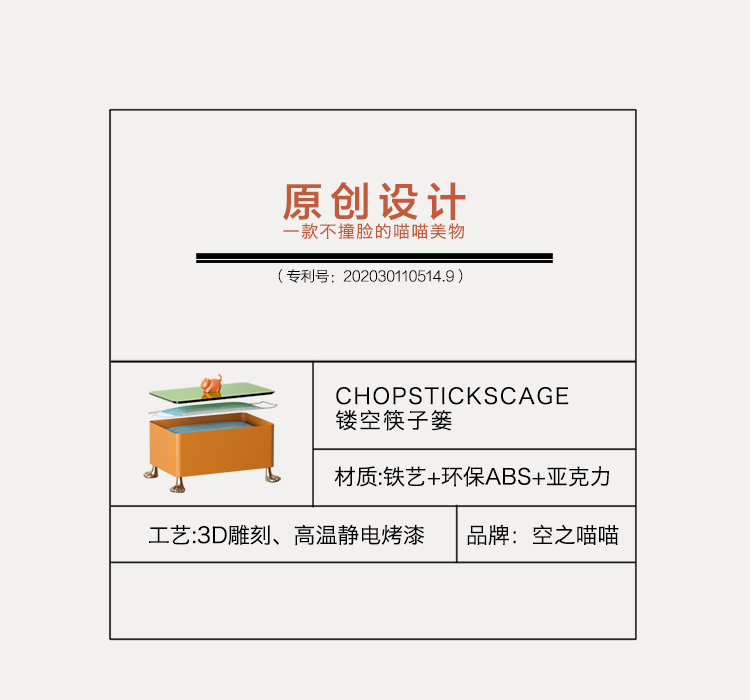 原创设计
一款不撞脸的喵喵美物
（专利号：202030110514.9）
CHOPSTICKSCAGE
镂空筷子篓
材质:铁艺+环保ABS+亚克力
工艺:3D雕刻、高温静电烤漆
品牌：空之喵喵